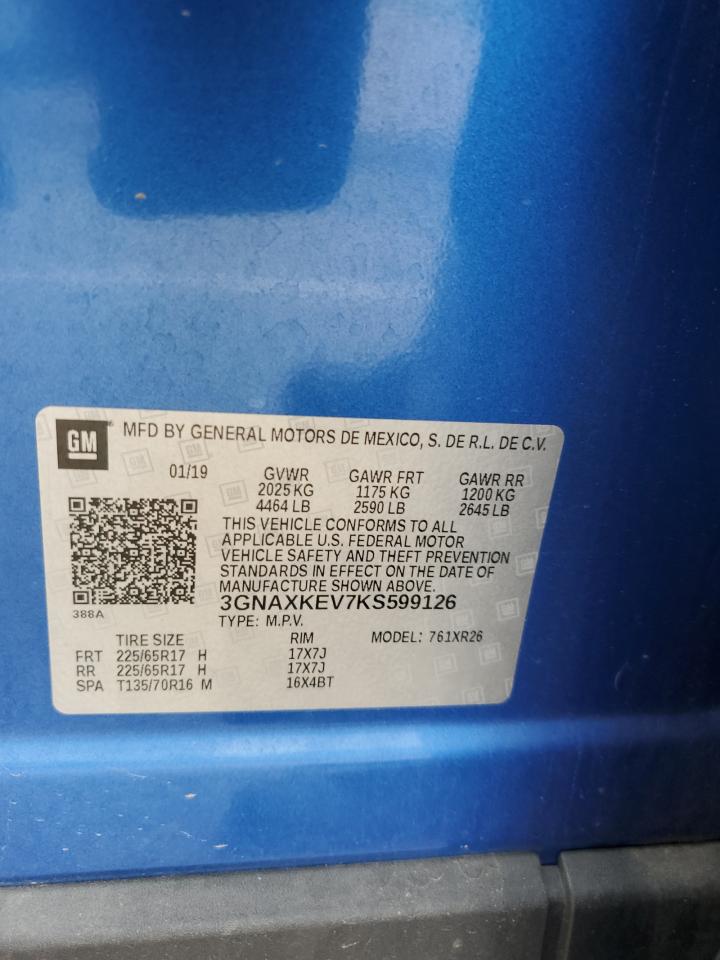 GM MFD BY GENERAL MOTORS DE MEXICO, S. DE R.L. DE C.V.
01/19 GVWR GAWR FRT GAWR RR
2025 KG 1175 KG 1200 KG
4464 LB 2590 LB 2645 LB
THIS VEHICLE CONFORMS TO ALL
APPLICABLE U.S. FEDERAL MOTOR
VEHICLE SAFETY AND THEFT PREVENTION
STANDARDS IN EFFECT ON THE DATE OF
MANUFACTURE SHOWN ABOVE.
3GNAXKEV7KS599126
388A
TYPE: M.P.V.
TIRE SIZE RIM MODEL: 761XR26
FRT 225/65R17 H 17X7J
RR 225/65R17 H 17X7J
SPA T135/70R16 M 16X4BT